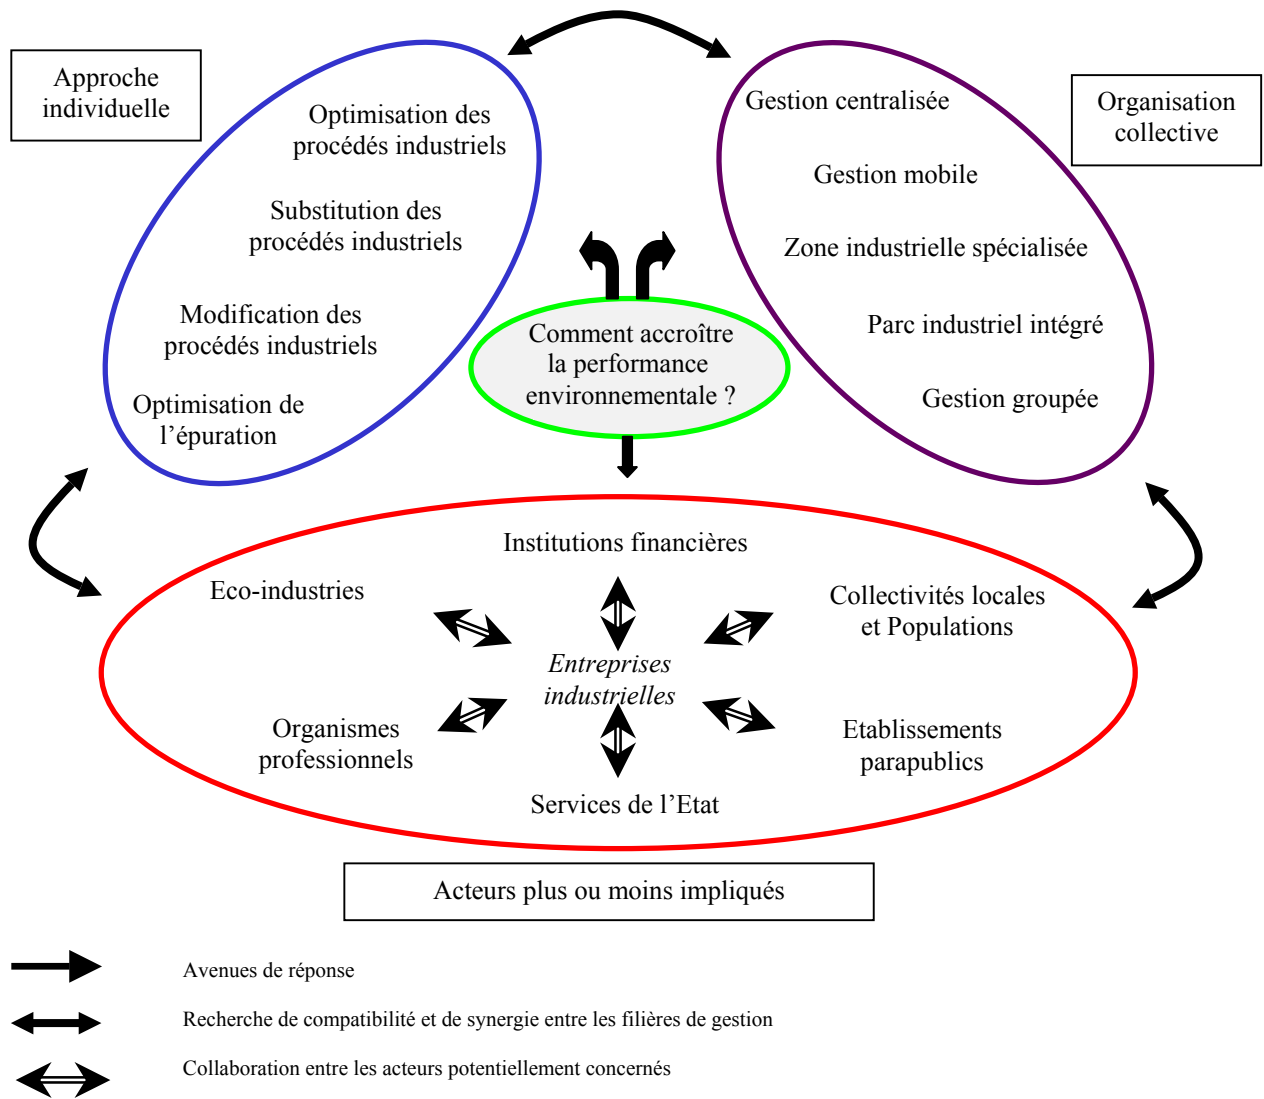 Approche
individuelle
Optimisation des
procédés industriels
Substitution des
procédés industriels
Modification des
procédés industriels
Optimisation de
l’épuration
Gestion centralisée
Gestion mobile
Zone industrielle spécialisée
Parc industriel intégré
Gestion groupée
Organisation
collective
Comment accroître
la performance
environnementale ?
Institutions financières
Eco-industries
Collectivités locales
et Populations
Entreprises
industrielles
Organismes
professionnels
Etablissements
parapublics
Services de l’Etat
Acteurs plus ou moins impliqués
Avenues de réponse
Recherche de compatibilité et de synergie entre les filières de gestion
Collaboration entre les acteurs potentiellement concernés